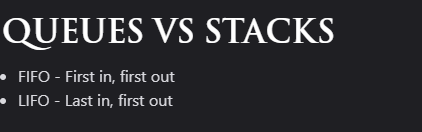 QUEUES VS STACKS
• FIFO - First in, first out
• LIFO - Last in, first out